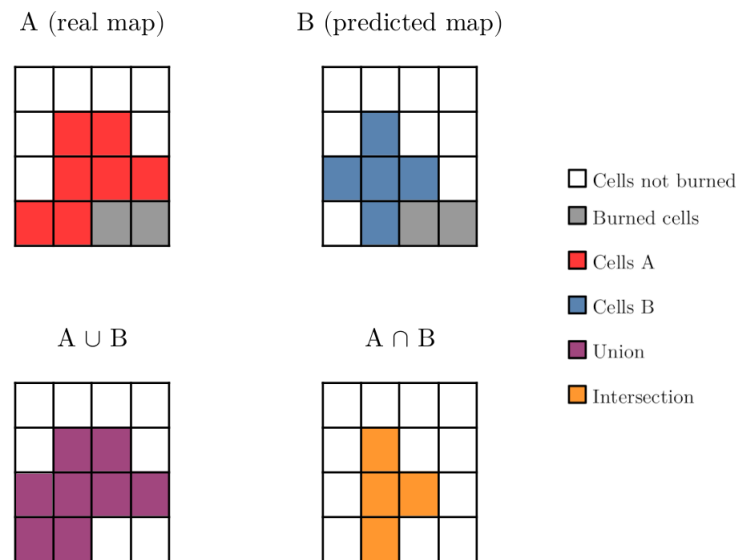 A (real map)
B (predicted map)
Cells not burned
Burned cells
Cells A
Cells B
Union
Intersection
A ∪ B
A ∩ B